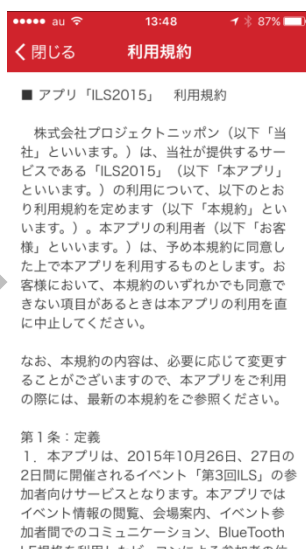 au 13:48 87%
閉じる 利用規約
■ アプリ「ILS2015」 利用規約
株式会社プロジェクトニッポン(以下「当
社」といいます。)は、当社が提供するサー
ビスである「ILS2015」(以下「本アプリ」
といいます。)の利用について、以下のとお
り利用規約を定めます(以下「本規約」とい
います。)。本アプリの利用者(以下「お客
様」といいます。)は、予め本規約に同意し
た上で本アプリを利用するものとします。お
客様において、本規約のいずれかでも同意で
きない項目があるときは本アプリの利用を直
に中止してください。
なお、本規約の内容は、必要に応じて変更す
ることがございますので、本アプリをご利用
の際には、最新の本規約をご参照ください。
第1条:定義
1．本アプリは、2015年10月26日、27日の
2日間に開催されるイベント「第3回ILS」の参
加者向けサービスとなります。本アプリでは
イベント情報の閲覧、会場案内、イベント参
加者間でのコミュニケーション、BlueTooth